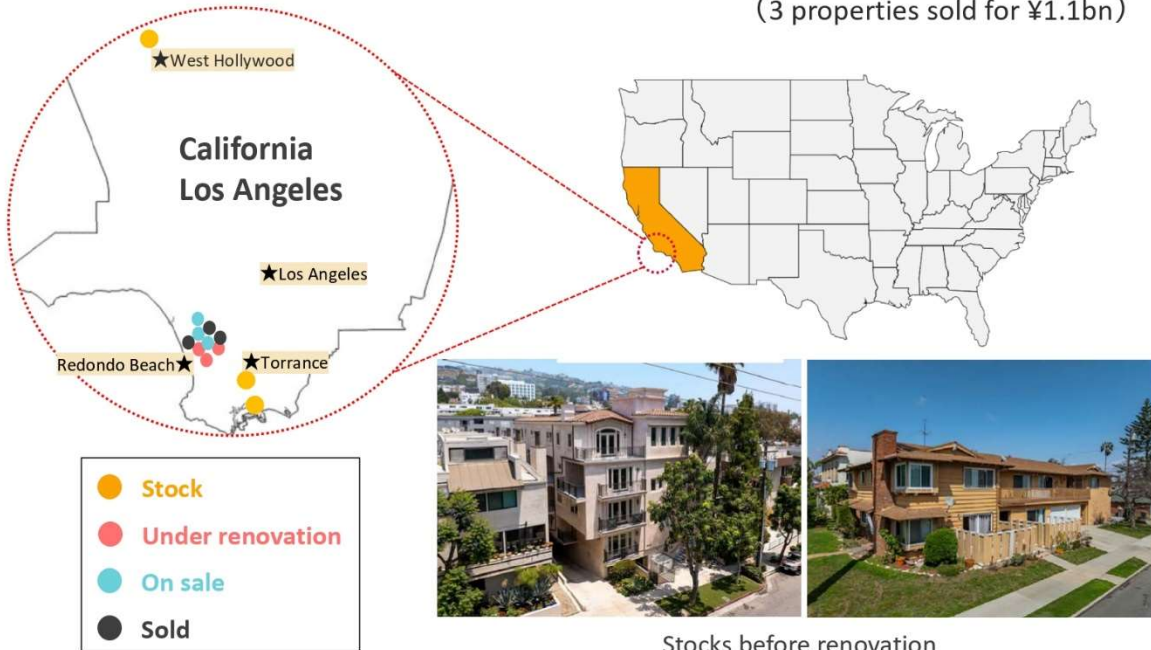 (3 properties sold for ¥1.1bn)
★West Hollywood
California
Los Angeles
★Los Angeles
Redondo Beach★
★Torrance
Stock
Under renovation
On sale
Sold
Stocks before renovation